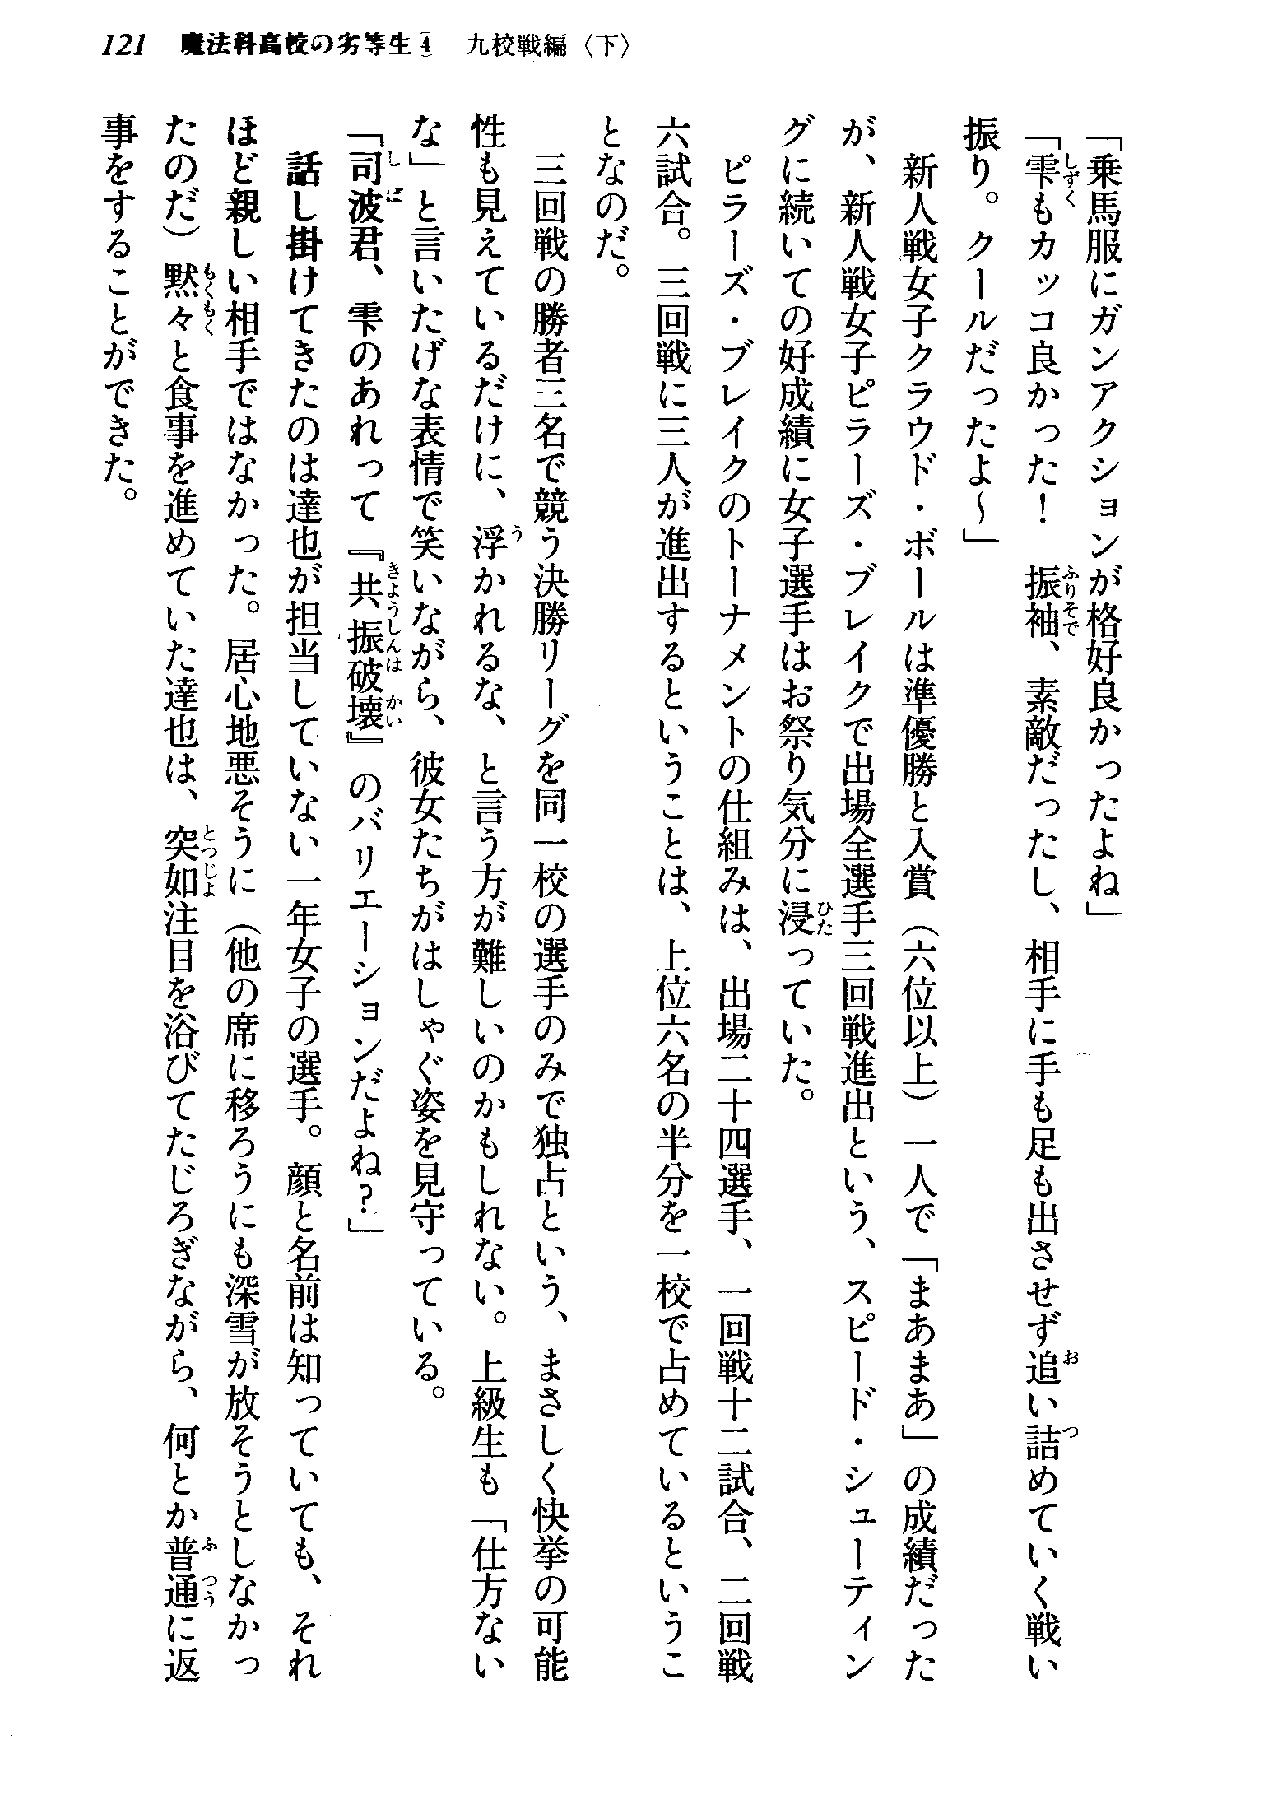 121　魔法科高校の劣等生④　九校戦編〈下〉
「乗馬服にガンアクションが格好良かったよね」
「雫もカッコ良かった！　振袖、素敵だったし、相手に手も足も出させず追い詰めていく戦い
振り。クールだったよ〜」
　新人戦女子クラウド・ボールは準優勝と入賞（六位以上）一人で「まあまあ」の成績だった
が、新人戦女子ピラーズ・ブレイクで出場全選手三回戦進出という、スピード・シューティン
グに続いての好成績に女子選手はお祭り気分に浸っていた。
　ピラーズ・ブレイクのトーナメントの仕組みは、出場二十四選手、一回戦十二試合、二回戦
六試合。三回戦に三人が進出するということは、上位六名の半分を一校で占めているというこ
となのだ。
　三回戦の勝者三名で競う決勝リーグを同一校の選手のみで独占という、まさしく快挙の可能
性も見えているだけに、浮かれるな、と言う方が難しいのかもしれない。上級生も「仕方ない
な」と言いたげな表情で笑いながら、彼女たちがはしゃぐ姿を見守っている。
「司波君、雫のあれって『共振破壊』のバリエーションだよね？」
　話し掛けてきたのは達也が担当していない一年女子の選手。顔と名前は知っていても、それ
ほど親しい相手ではなかった。居心地悪そうに（他の席に移ろうにも深雪が放そうとしなかっ
たのだ）黙々と食事を進めていた達也は、突如注目を浴びてたじろぎながら、何とか普通に返
事をすることができた。